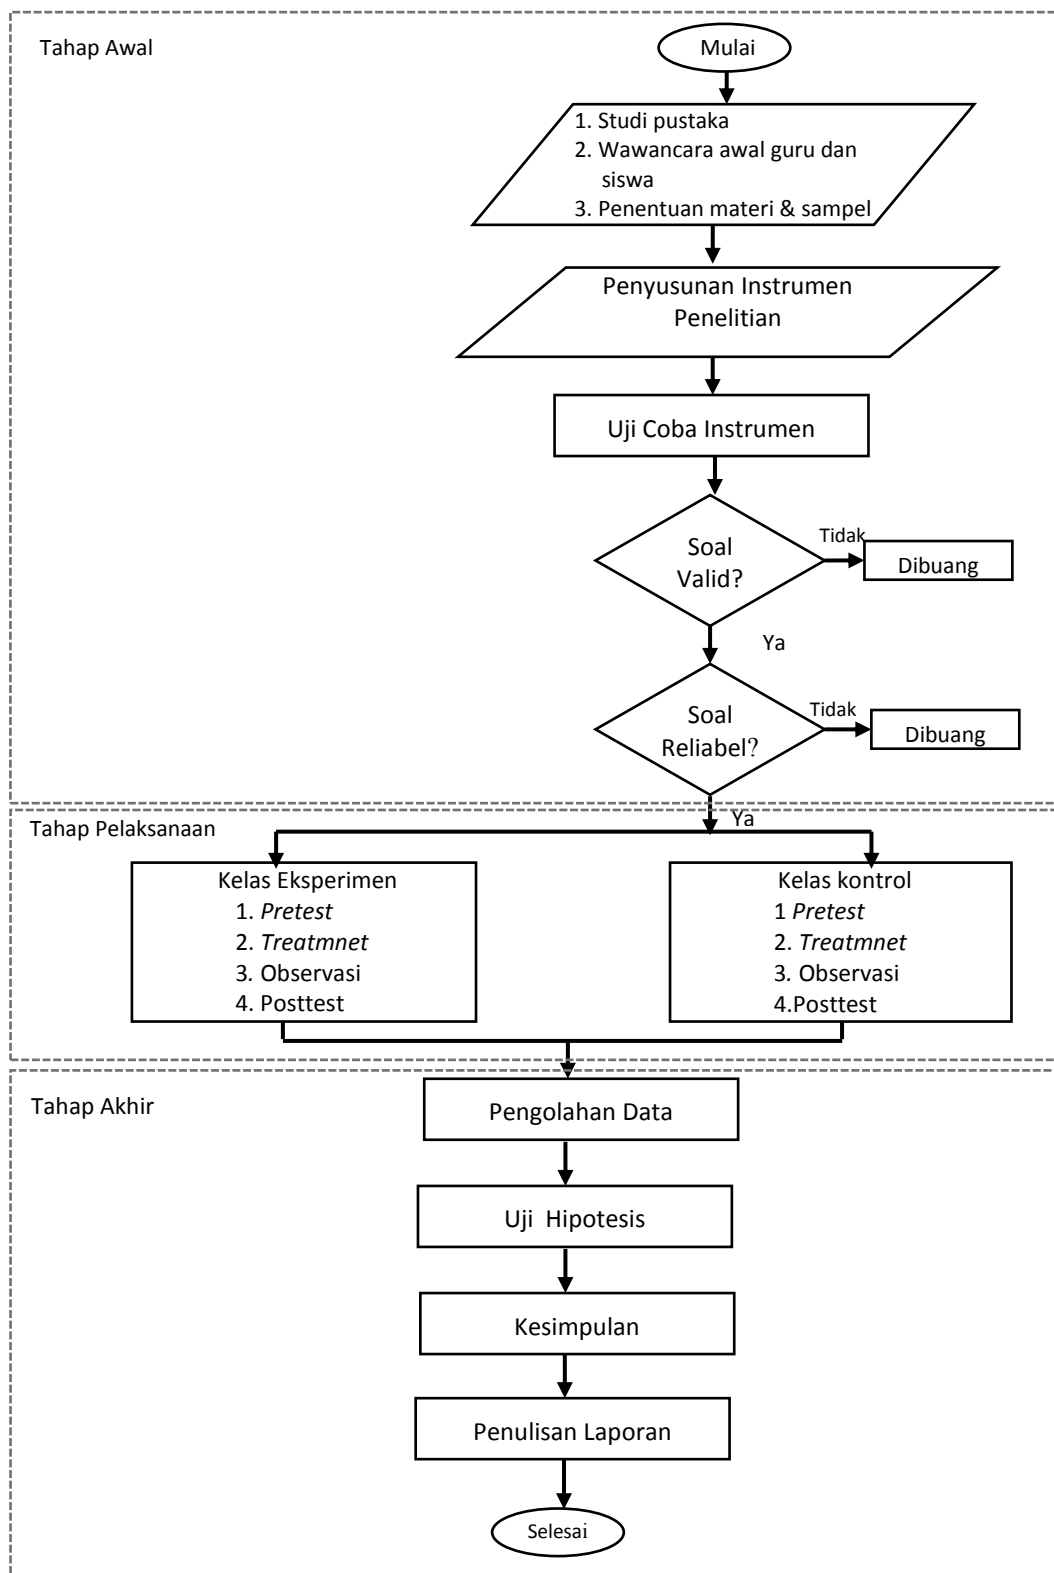 Tahap Awal
Mulai
1. Studi pustaka
2. Wawancara awal guru dan
siswa
3. Penentuan materi & sampel
Penyusunan Instrumen
Penelitian
Uji Coba Instrumen
Soal
Valid?
Tidak
Dibuang
Ya
Soal
Reliabel?
Tidak
Dibuang
Ya
Tahap Pelaksanaan
Kelas Eksperimen
1. Pretest
2. Treatmnet
3. Observasi
4. Posttest
Kelas kontrol
1 Pretest
2. Treatmnet
3. Observasi
4.Posttest
Tahap Akhir
Pengolahan Data
Uji Hipotesis
Kesimpulan
Penulisan Laporan
Selesai